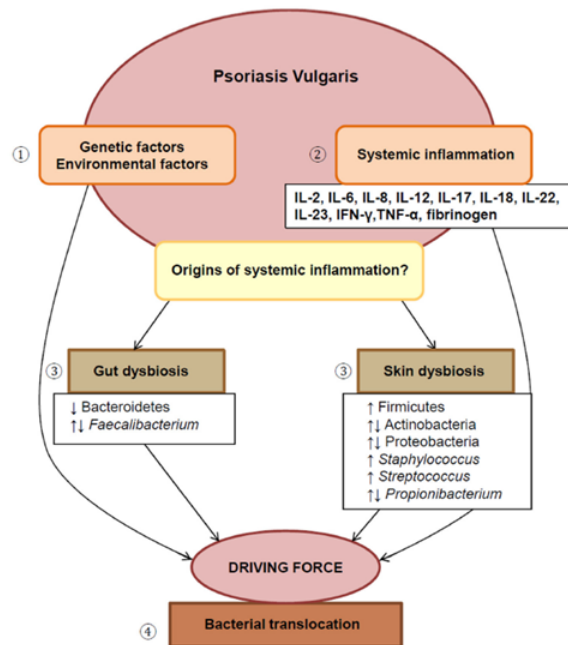 Psoriasis Vulgaris
① Genetic factors
Environmental factors
② Systemic inflammation
IL-2, IL-6, IL-8, IL-12, IL-17, IL-18, IL-22,
IL-23, IFN-γ,TNF-α, fibrinogen
Origins of systemic inflammation?
③ Gut dysbiosis
↓ Bacteroidetes
↑↓ Faecalibacterium
③ Skin dysbiosis
↑ Firmicutes
↑↓ Actinobacteria
↑↓ Proteobacteria
↑ Staphylococcus
↑ Streptococcus
↑↓ Propionibacterium
DRIVING FORCE
④ Bacterial translocation